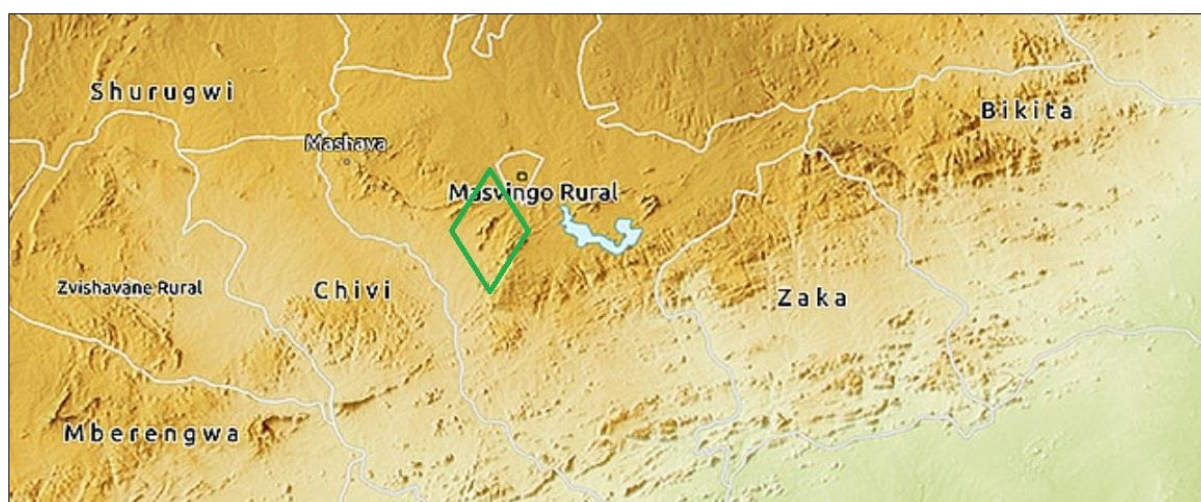 Shurugwi
Bikita
Mashava
Masvingo Rural
Zvishavane Rural
Chivi
Zaka
Mberengwa